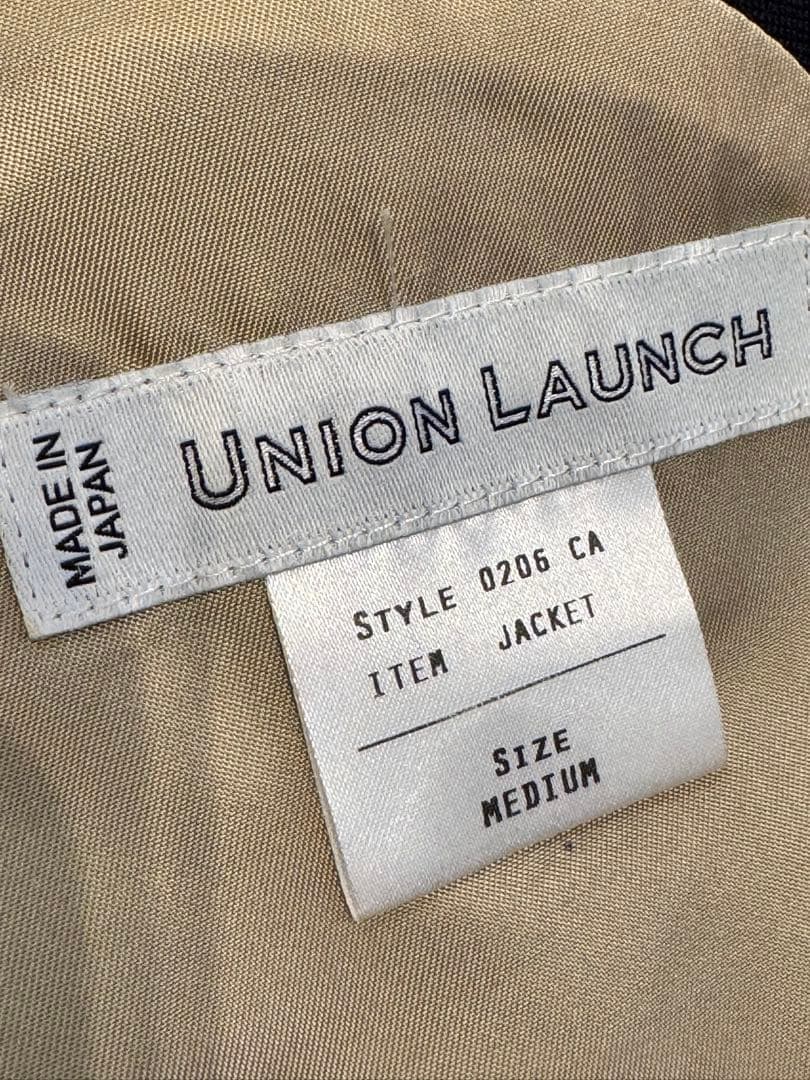 MADE IN
JAPAN
UNION LAUNCH
STYLE 0206 CA
ITEM JACKET
SIZE
MEDIUM